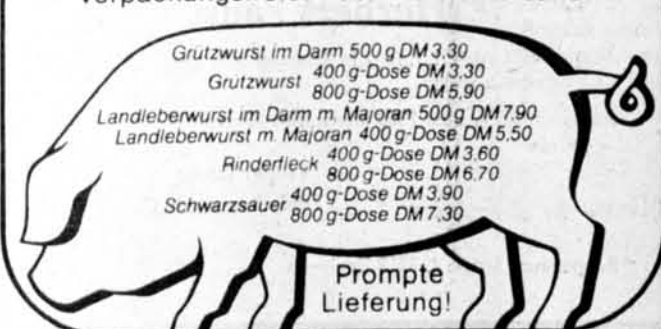 Grützwurst im Darm 500 g DM 3,30
Grützwurst 400 g-Dose DM 3,30
800 g-Dose DM 5,90
Landleberwurst im Darm m. Majoran 500 g DM 7,90
Landleberwurst m. Majoran 400 g-Dose DM 5,50
Rinderfleck 400 g-Dose DM 3,60
800 g-Dose DM 6,70
Schwarzsauer 400 g-Dose DM 3,90
800 g-Dose DM 7,30
Prompte
Lieferung!